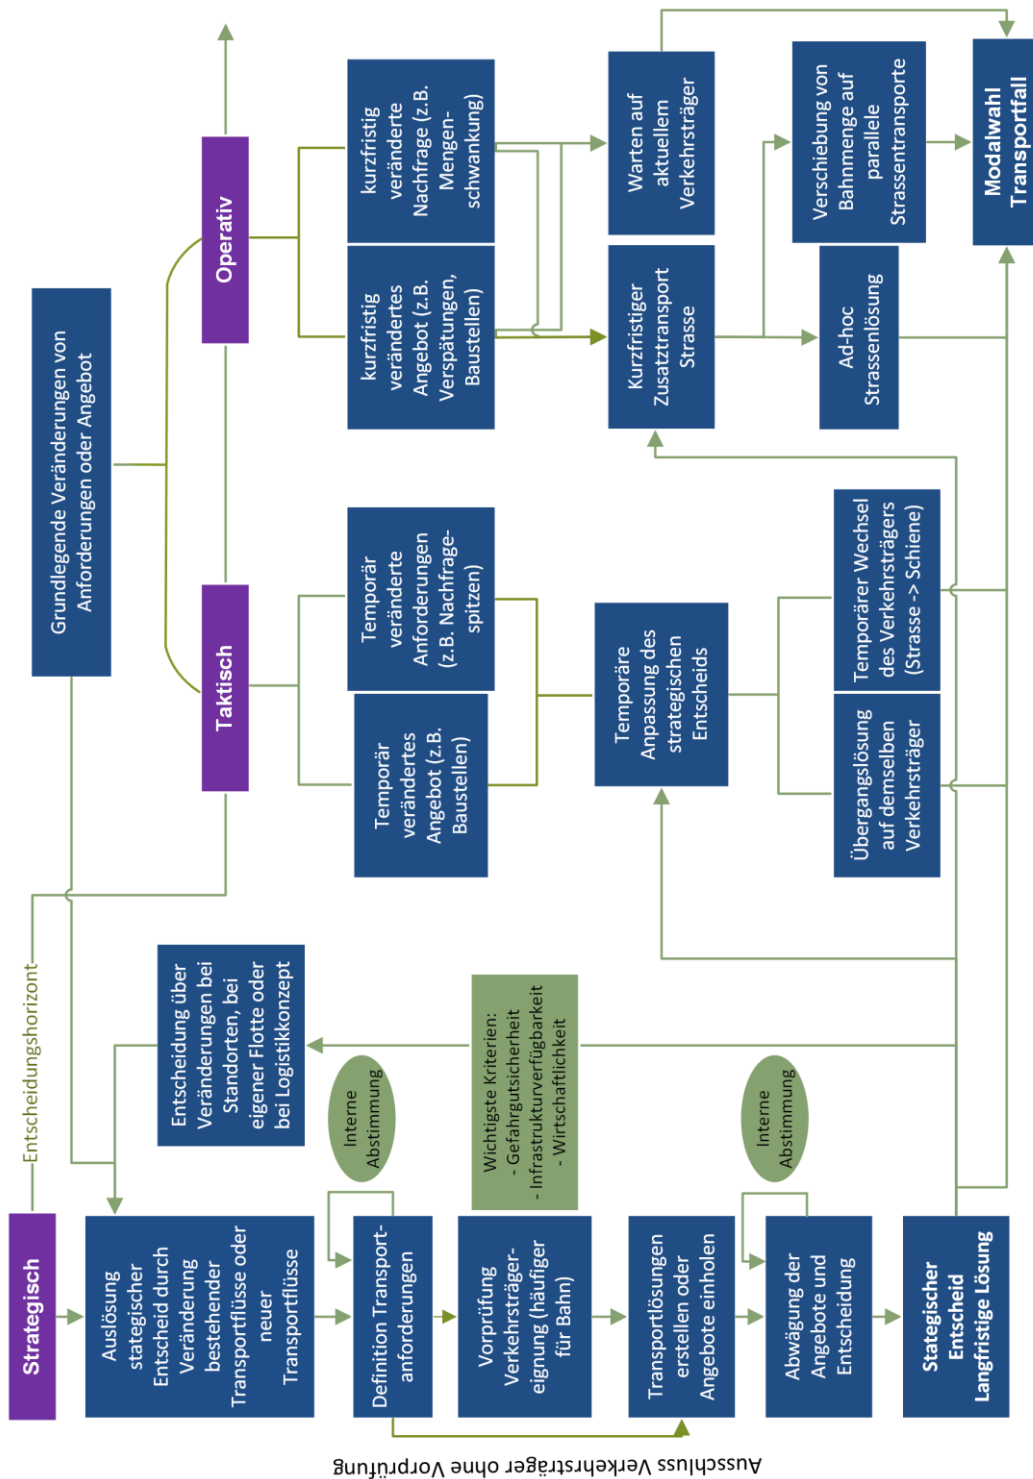 Entscheidungshorizont
Strategisch
Auslösung
stategischer
Entscheid durch
Veränderung
bestehender
Transportflüsse oder
neuer
Transportflüsse
Definition Transport-
anforderungen
Interne
Abstimmung
Vorprüfung
Verkehrsträger-
eignung (häufiger
für Bahn)
Wichtigste Kriterien:
- Gefahrgutsicherheit
- Infrastrukturverfügbarkeit
- Wirtschaftlichkeit
Ausschluss Verkehrsträger ohne Vorprüfung
Transportlösungen
erstellen oder
Angebote einholen
Abwägung der
Angebote und
Entscheidung
Interne
Abstimmung
Stategischer
Entscheid
Langfristige Lösung
Entscheidung über
Veränderungen bei
Standorten, bei
eigener Flotte oder
bei Logistikkonzept
Grundlegende Veränderungen von
Anforderungen oder Angebot
Taktisch
Temporär
verändertes
Angebot (z.B.
Baustellen)
Temporär
veränderte
Anforderungen
(z.B. Nachfrage-
spitzen)
Temporäre
Anpassung des
strategischen
Entscheids
Übergangslösung
auf demselben
Verkehrsträger
Temporärer Wechsel
des Verkehrsträgers
(Strasse -> Schiene)
Operativ
kurzfristig
verändertes
Angebot (z.B.
Verspätungen,
Baustellen)
kurzfristig
veränderte
Nachfrage (z.B.
Mengen-
schwankung)
Kurzfristiger
Zusatztransport
Strasse
Warten auf
aktuellem
Verkehrsträger
Ad-hoc
Strassenlösung
Verschiebung von
Bahnmenge auf
parallele
Strassentransporte
Modalwahl
Transportfall